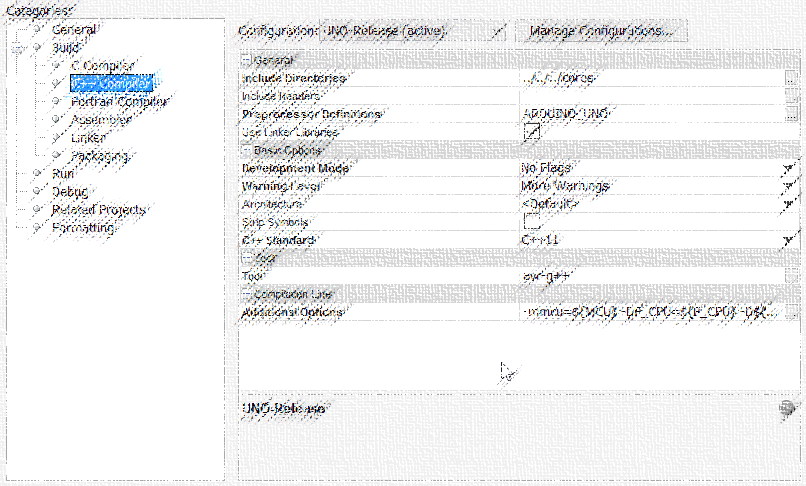 Categories:
General
Build
C Compiler
C++ Compiler
Fortran Compiler
Assembler
Linker
Packaging
Run
Debug
Related Projects
Formatting
Configuration: UNO-Release (active) Manage Configurations...
General
Include Directories ../../../cores
Include Headers
Preprocessor Definitions ARDUINO_UNO
Use Linker Libraries
Basic Options
Development Mode No Flags
Warning Level More Warnings
Architecture <Default>
Strip Symbols
C++ Standard C++11
Tool
Tool avr-g++
Compilation Line
Additional Options -mmcu=${MCU} -DF_CPU=${F_CPU} -D${...
UNO-Release